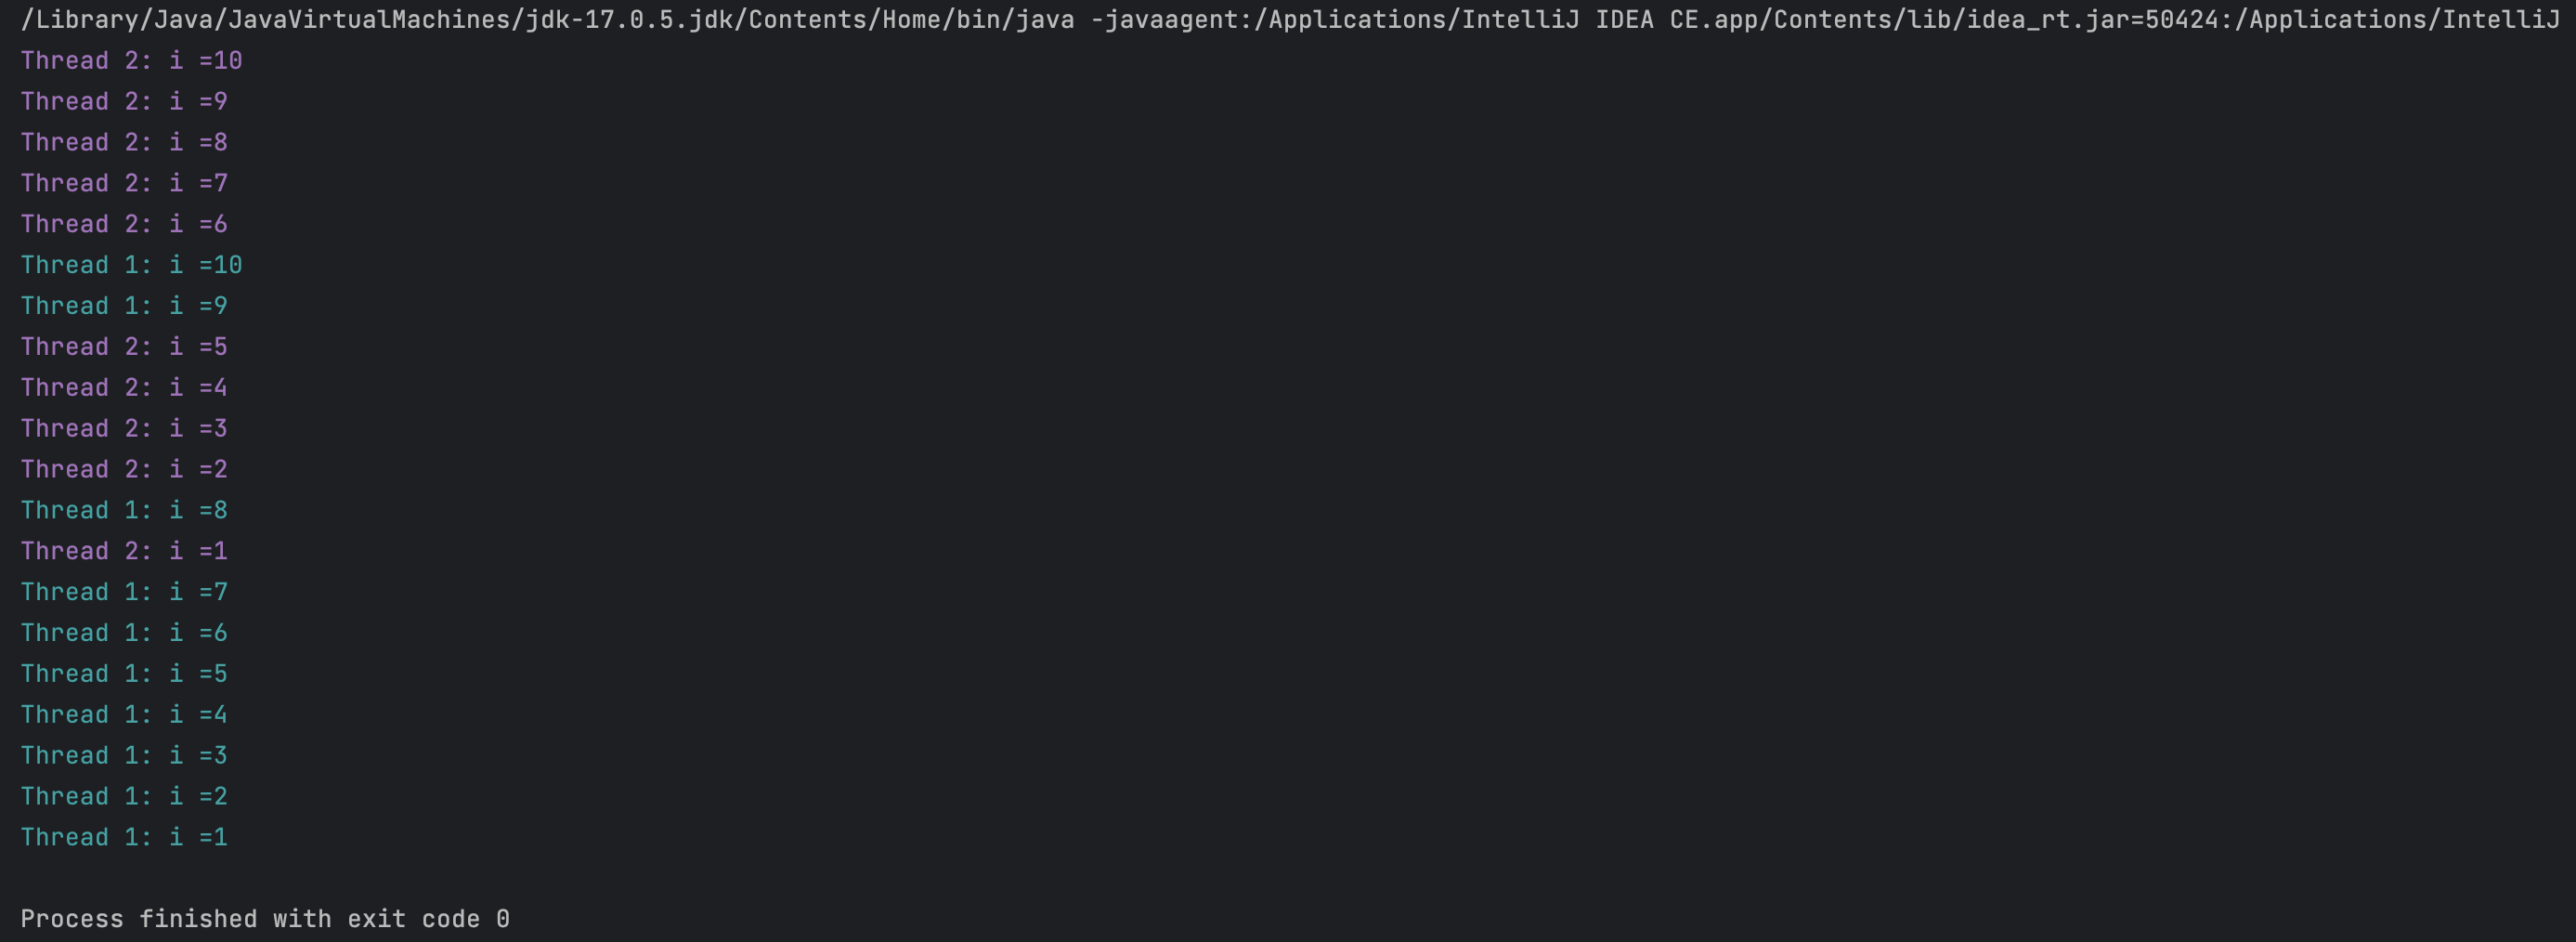 /Library/Java/JavaVirtualMachines/jdk-17.0.5.jdk/Contents/Home/bin/java -javaagent:/Applications/IntelliJ IDEA CE.app/Contents/lib/idea_rt.jar=50424:/Applications/IntelliJ
Thread 2: i =10
Thread 2: i =9
Thread 2: i =8
Thread 2: i =7
Thread 2: i =6
Thread 1: i =10
Thread 1: i =9
Thread 2: i =5
Thread 2: i =4
Thread 2: i =3
Thread 2: i =2
Thread 1: i =8
Thread 2: i =1
Thread 1: i =7
Thread 1: i =6
Thread 1: i =5
Thread 1: i =4
Thread 1: i =3
Thread 1: i =2
Thread 1: i =1
Process finished with exit code 0